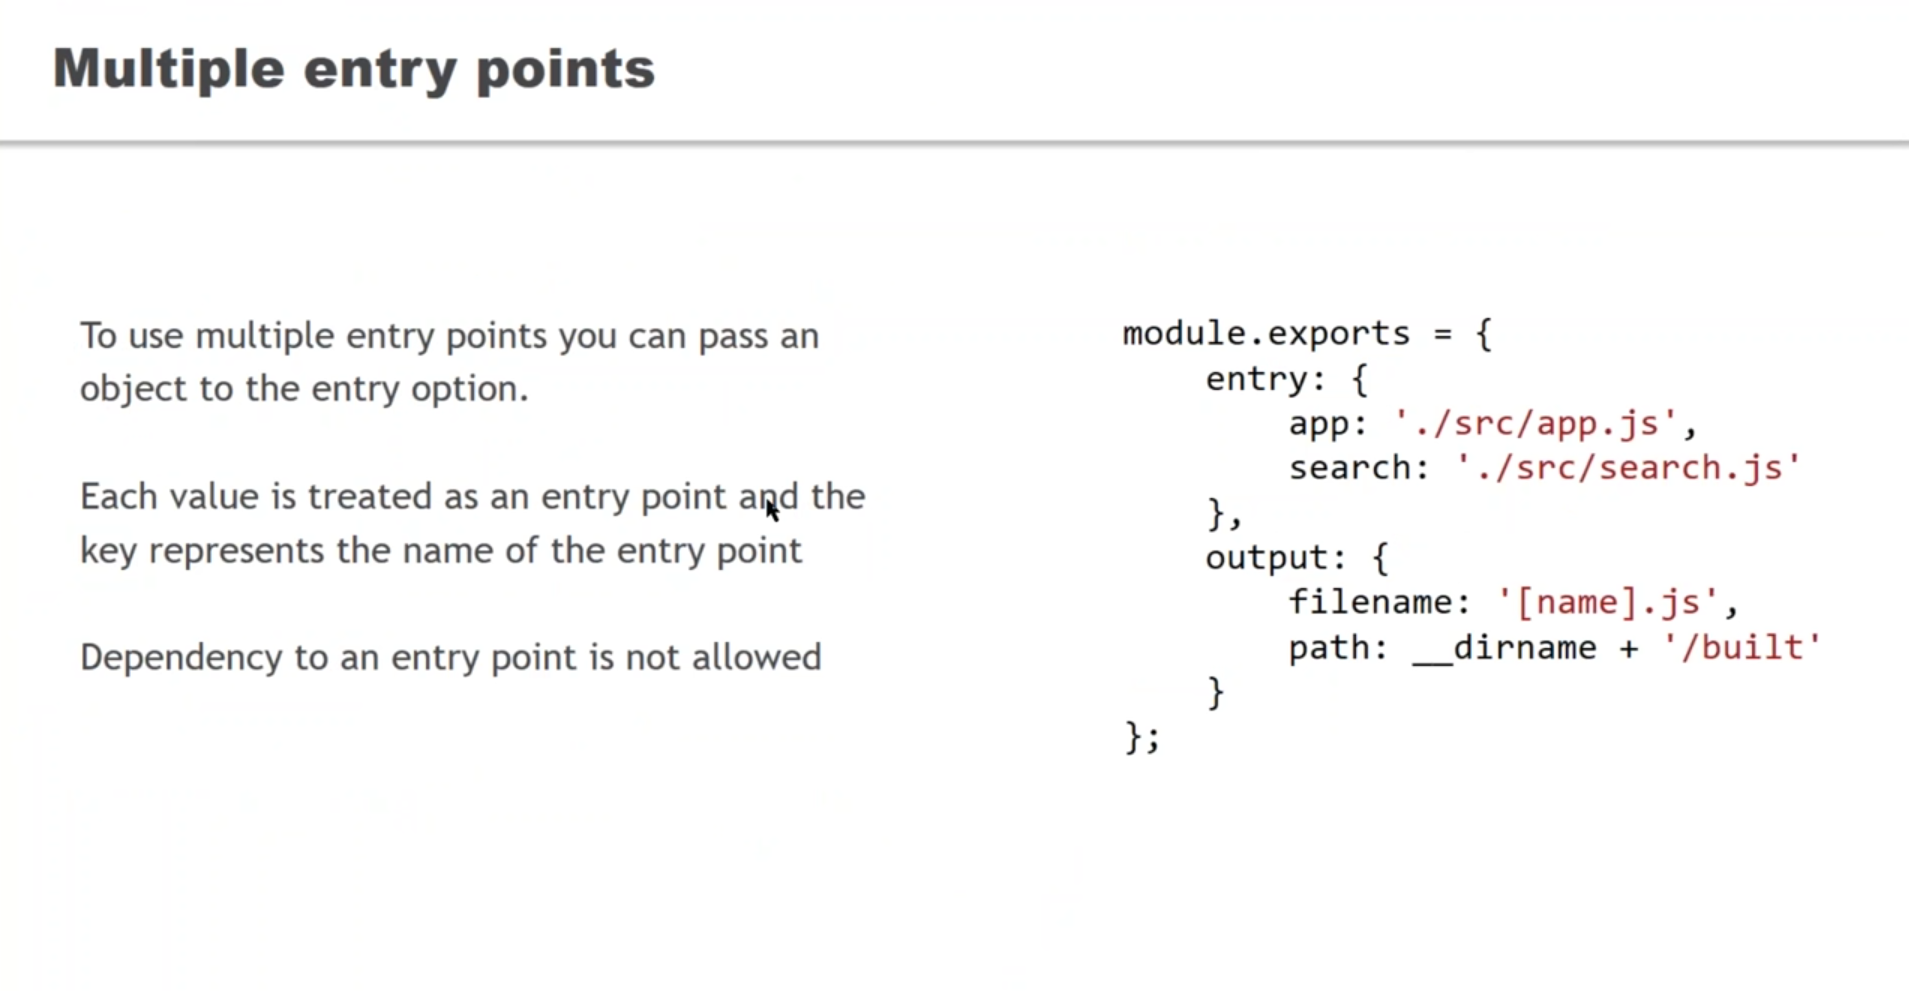 Multiple entry points
To use multiple entry points you can pass an
object to the entry option.
Each value is treated as an entry point and the
key represents the name of the entry point
Dependency to an entry point is not allowed
module.exports = {
    entry: {
        app: './src/app.js',
        search: './src/search.js'
    },
    output: {
        filename: '[name].js',
        path: __dirname + '/built'
    }
};